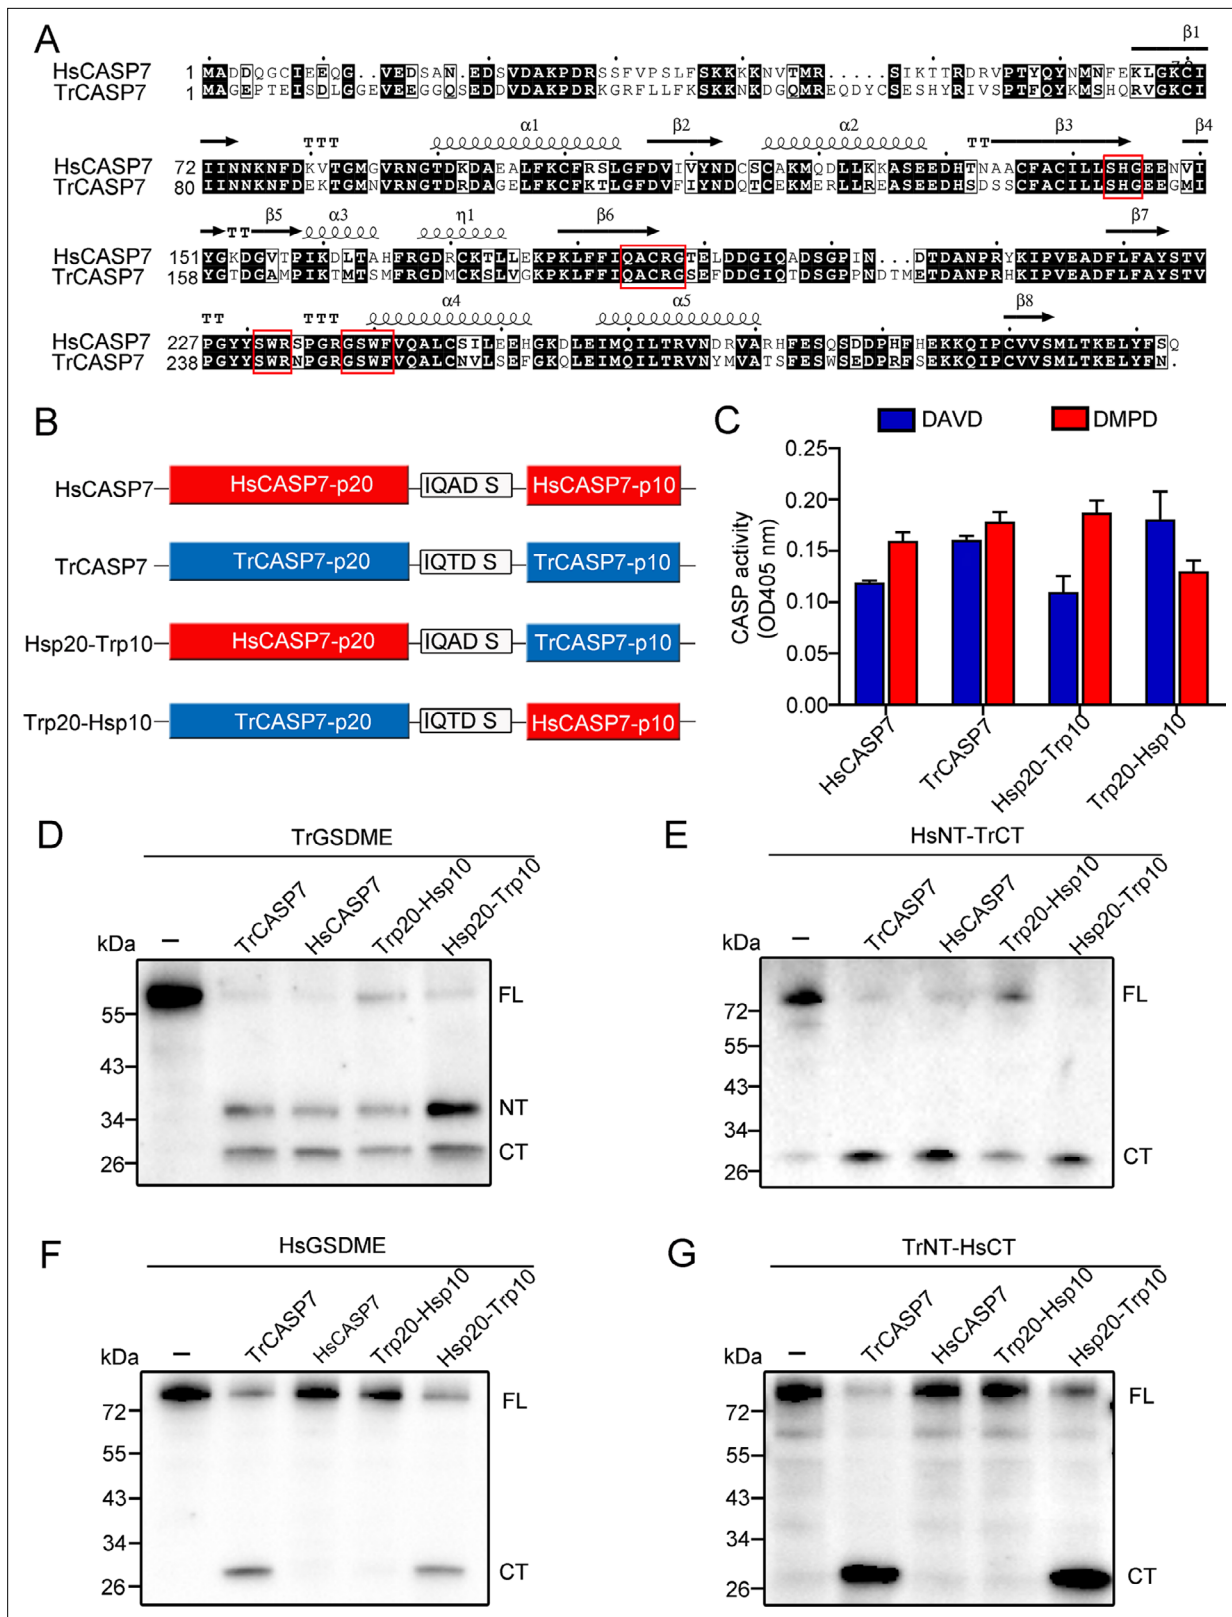 A
β1
HsCASP7 1 MADDQGCIEEQG..VEDSAN.EDSVDAKPDRSSFVPSLFSKKKKNVTMR.....SIKTTRDRVPTYQYNMNFEKLGKCI
TrCASP7 1 MAGEPTEISDLGGEVEEGGQSEDDVDAKPDRKGRFLLFKSKKNKDGQMREQDYCSESHYRIVSPTFQYKMSHQRVGKCI
TTT α1 β2 α2 TT β3 β4
HsCASP7 72 IINNKNFDKVTGMGVRNGTDKDAEALFKCFRSLGFDVIVYNDCSCAKMQDLLKKASEEDHTNAACFACILLSHGEENVI
TrCASP7 80 IINNKNFDEKTGMNVRNGTDRDAGELFKCFKTLGFDVFIYNDQTCEKMERLLREASEEDHSDSSCFACILLSHGEEGMI
TT β5 α3 η1 β6 β7
HsCASP7 151 YGKDGVTPIKDLTAHFRGDRCKTLLEKPKLFFIQACRGTELDDGIQADSGPIN...DTDANPRYKIPVEADFLFAYSTV
TrCASP7 158 YGTDGAMPIKTMTSMFRGDMCKSLVGKPKLFFIQACRGSEFDDGIQTDSGPPNDTMETDANPRHKIPVEADFLFAYSTV
TT TTT α4 α5 β8
HsCASP7 227 PGYYSWRSPGRGSWFVQALCSILEEHGKDLEIMQILTRVNDRVARHFESQSDDPHFHEKKQIPCVVSMLTKELYFSQ
TrCASP7 238 PGYYSWRNPGRGSWFVQALCNVLSEFGKQLEIMQILTRVNYMVATSFESWSEDPRFSEKKQIPCVVSMLTKELYFN.
B
HsCASP7 HsCASP7-p20 IQAD S HsCASP7-p10
TrCASP7 TrCASP7-p20 IQTD S TrCASP7-p10
Hsp20-Trp10 HsCASP7-p20 IQAD S TrCASP7-p10
Trp20-Hsp10 TrCASP7-p20 IQTD S HsCASP7-p10
C
DAVD DMPD
CASP activity
(OD405 nm)
0.25
0.20
0.15
0.10
0.05
0.00
HsCASP7 TrCASP7 Hsp20-Trp10 Trp20-Hsp10
D
TrGSDME
kDa – TrCASP7 HsCASP7 Trp20-Hsp10 Hsp20-Trp10
FL
55
43
NT
34
CT
26
E
HsNT-TrCT
kDa – TrCASP7 HsCASP7 Trp20-Hsp10 Hsp20-Trp10
FL
72
55
43
34
CT
26
F
HsGSDME
kDa – TrCASP7 HsCASP7 Trp20-Hsp10 Hsp20-Trp10
FL
72
55
43
34
CT
26
G
TrNT-HsCT
kDa – TrCASP7 HsCASP7 Trp20-Hsp10 Hsp20-Trp10
FL
72
55
43
34
CT
26